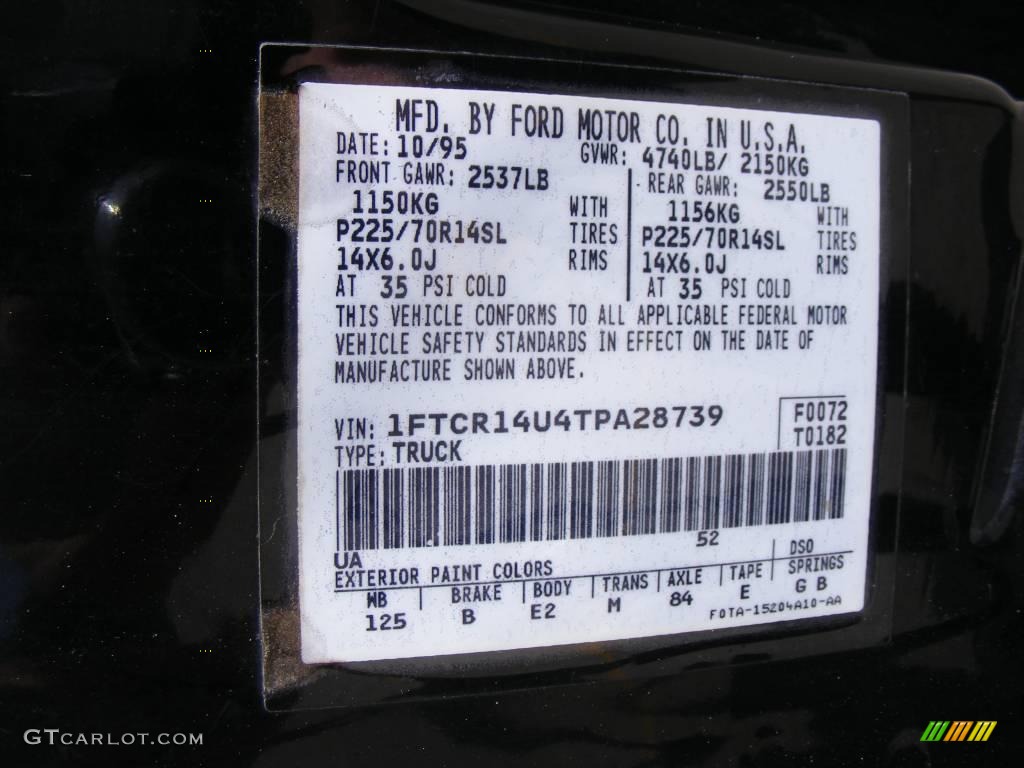 MFD. BY FORD MOTOR CO. IN U.S.A.
DATE: 10/95 GVWR: 4740LB/ 2150KG
FRONT GAWR: 2537LB REAR GAWR: 2550LB
1150KG WITH 1156KG WITH
P225/70R14SL TIRES P225/70R14SL TIRES
14X6.0J RIMS 14X6.0J RIMS
AT 35 PSI COLD AT 35 PSI COLD
THIS VEHICLE CONFORMS TO ALL APPLICABLE FEDERAL MOTOR
VEHICLE SAFETY STANDARDS IN EFFECT ON THE DATE OF
MANUFACTURE SHOWN ABOVE.
VIN: 1FTCR14U4TPA28739 F0072
TYPE: TRUCK T0182
52
UA
EXTERIOR PAINT COLORS DSO
WB BRAKE BODY TRANS AXLE TAPE SPRINGS
125 B E2 M 84 E G B
F0TA-15204A10-AA
GTCARLOT.COM